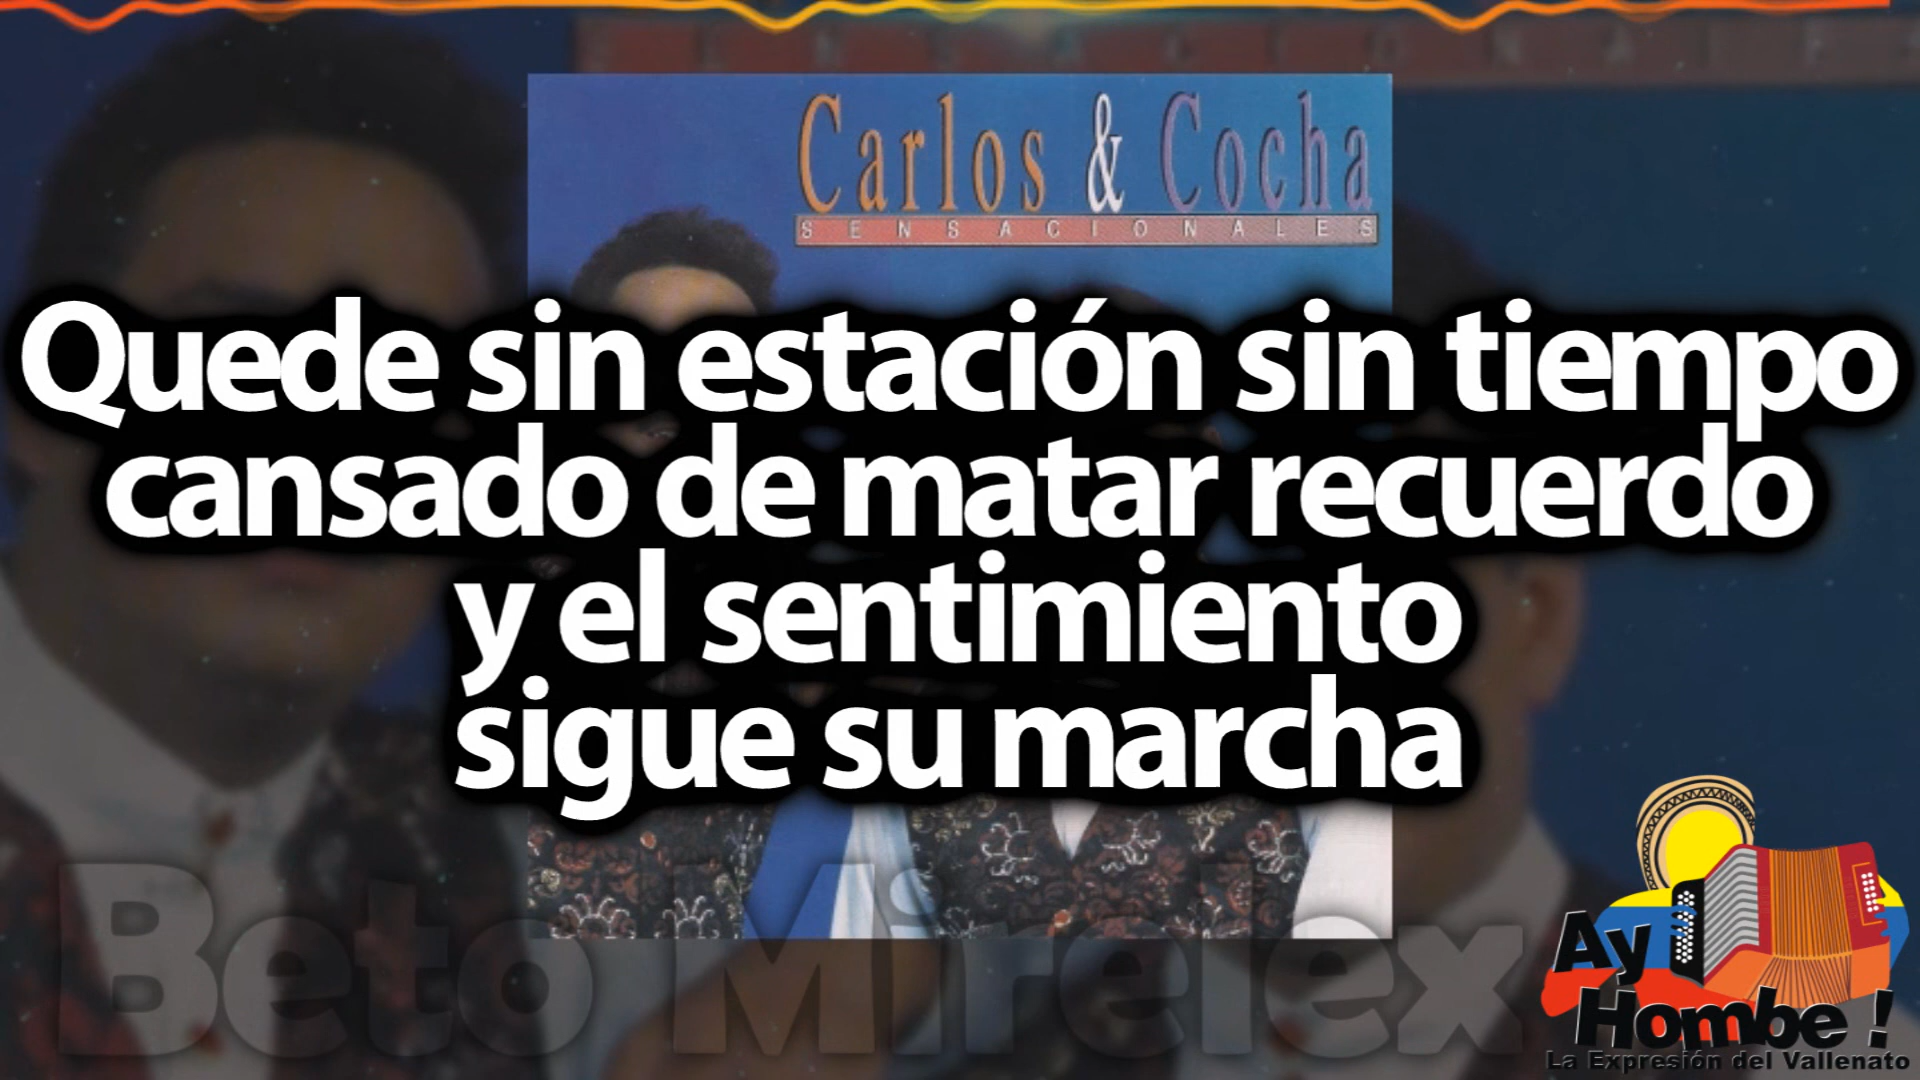 Carlos & Cocha
SENSACIONALES
Quede sin estación sin tiempo
cansado de matar recuerdo
y el sentimiento
sigue su marcha
Beto Mirelex
Ay
Hombe !
La Expresión del Vallenato